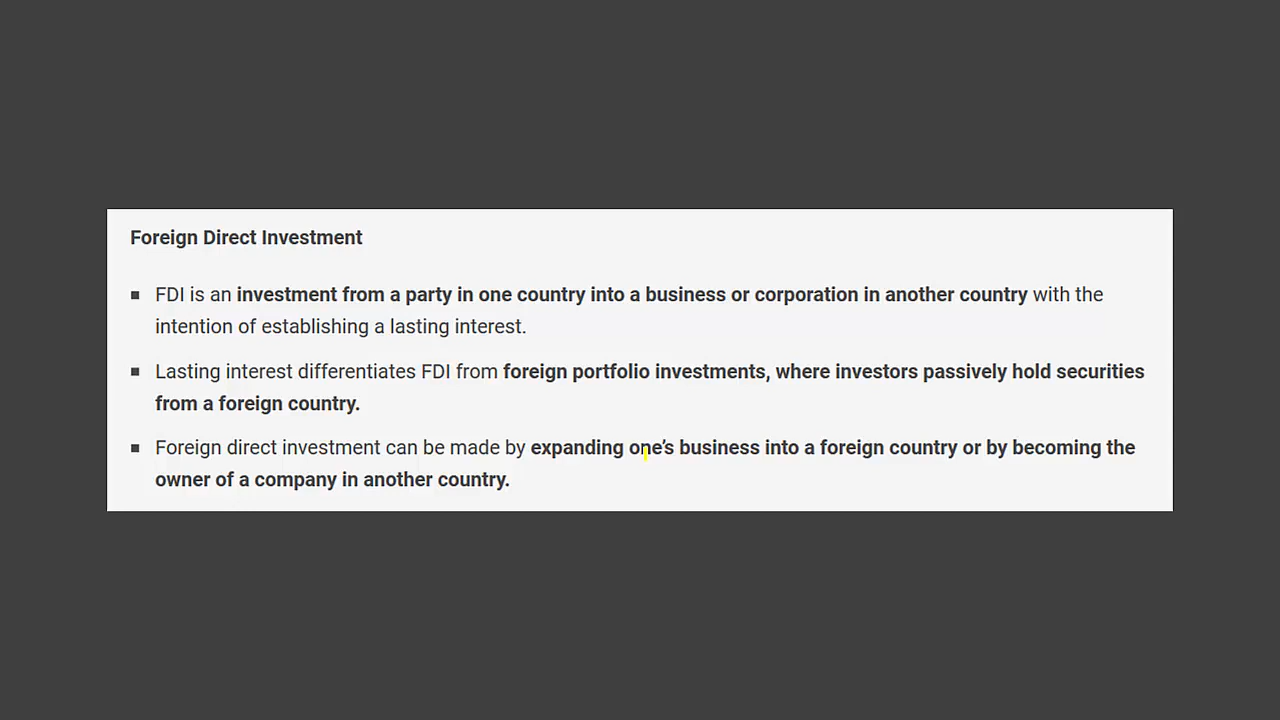 Foreign Direct Investment
FDI is an investment from a party in one country into a business or corporation in another country with the
intention of establishing a lasting interest.
Lasting interest differentiates FDI from foreign portfolio investments, where investors passively hold securities
from a foreign country.
Foreign direct investment can be made by expanding one’s business into a foreign country or by becoming the
owner of a company in another country.